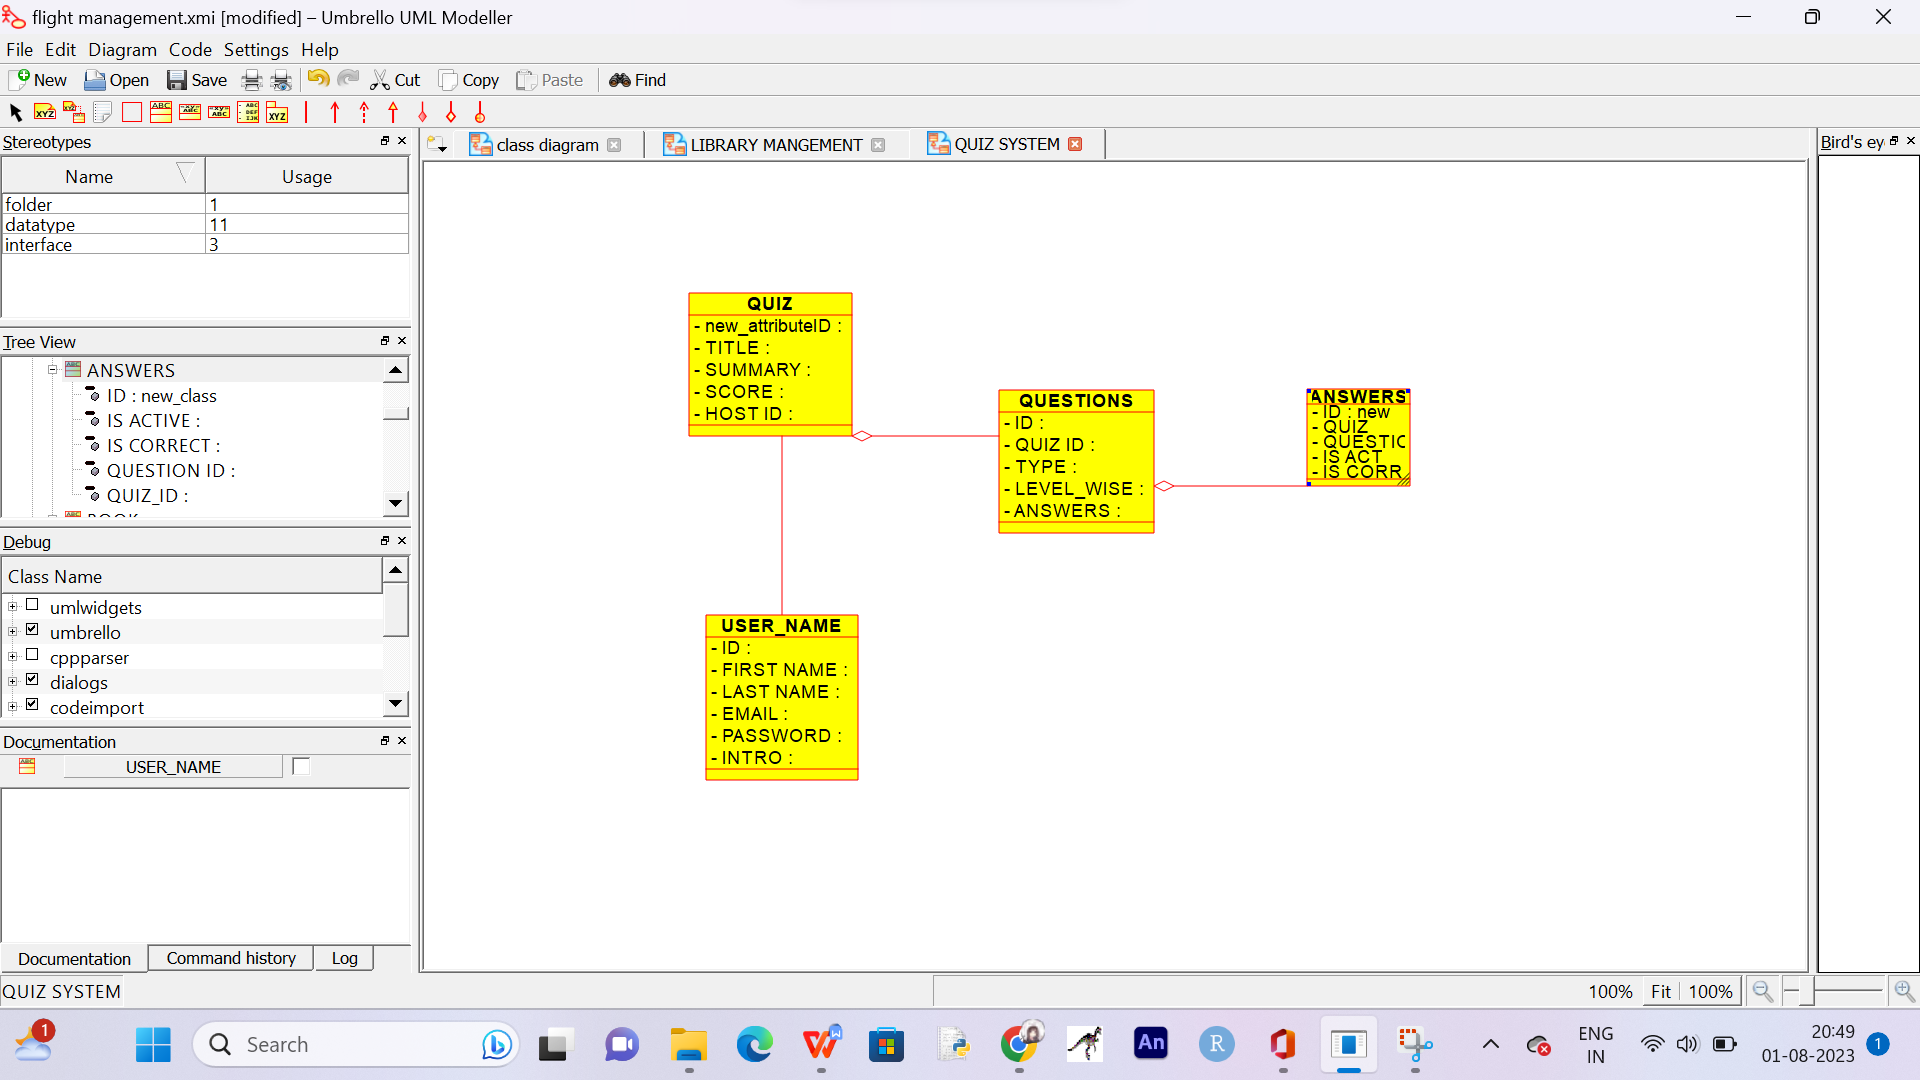 flight management.xmi [modified] – Umbrello UML Modeller
File Edit Diagram Code Settings Help
New Open Save Cut Copy Paste Find
Stereotypes
Name Usage
folder 1
datatype 11
interface 3
Tree View
ANSWERS
ID : new_class
IS ACTIVE :
IS CORRECT :
QUESTION ID :
QUIZ_ID :
BOOK
Debug
Class Name
umlwidgets
umbrello
cppparser
dialogs
codeimport
Documentation
USER_NAME
Documentation Command history Log
QUIZ SYSTEM
class diagram LIBRARY MANGEMENT QUIZ SYSTEM
QUIZ
- new_attributeID :
- TITLE :
- SUMMARY :
- SCORE :
- HOST ID :
QUESTIONS
- ID :
- QUIZ ID :
- TYPE :
- LEVEL_WISE :
- ANSWERS :
ANSWERS
- ID : new
- QUIZ
- QUESTIC
- IS ACT
- IS CORR
USER_NAME
- ID :
- FIRST NAME :
- LAST NAME :
- EMAIL :
- PASSWORD :
- INTRO :
Bird's ey
100% Fit 100%
1
Search
An
R
ENG
IN
20:49
01-08-2023
1